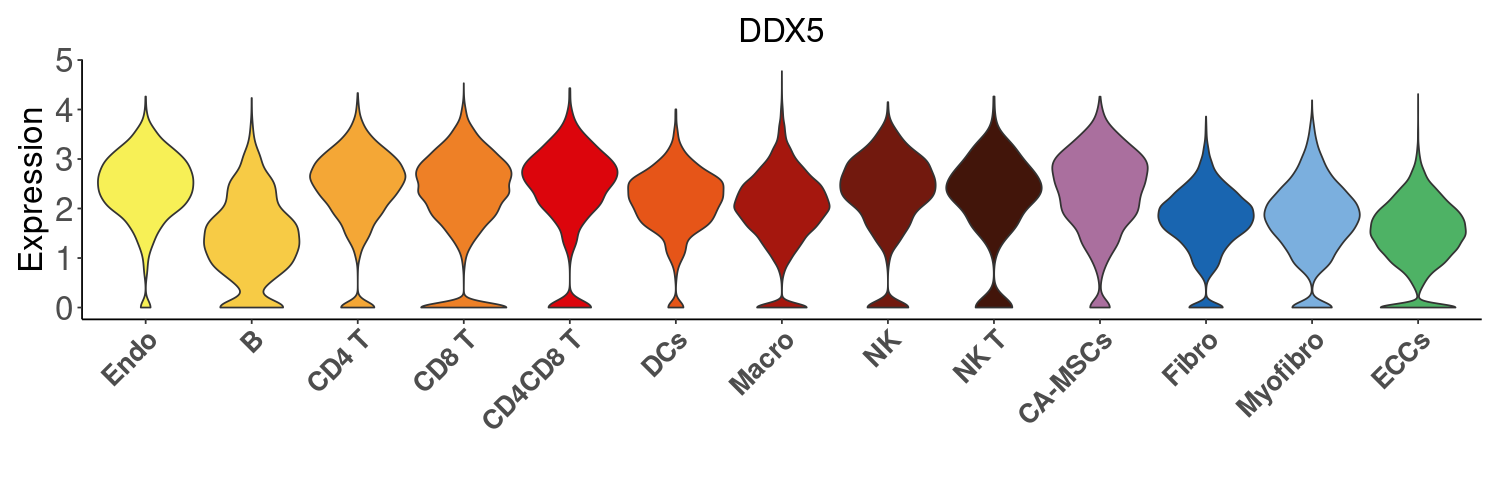 DDX5
Expression
5
4
3
2
1
0
Endo
B
CD4 T
CD8 T
CD4CD8 T
DCs
Macro
NK
NK T
CA-MSCs
Fibro
Myofibro
ECCs